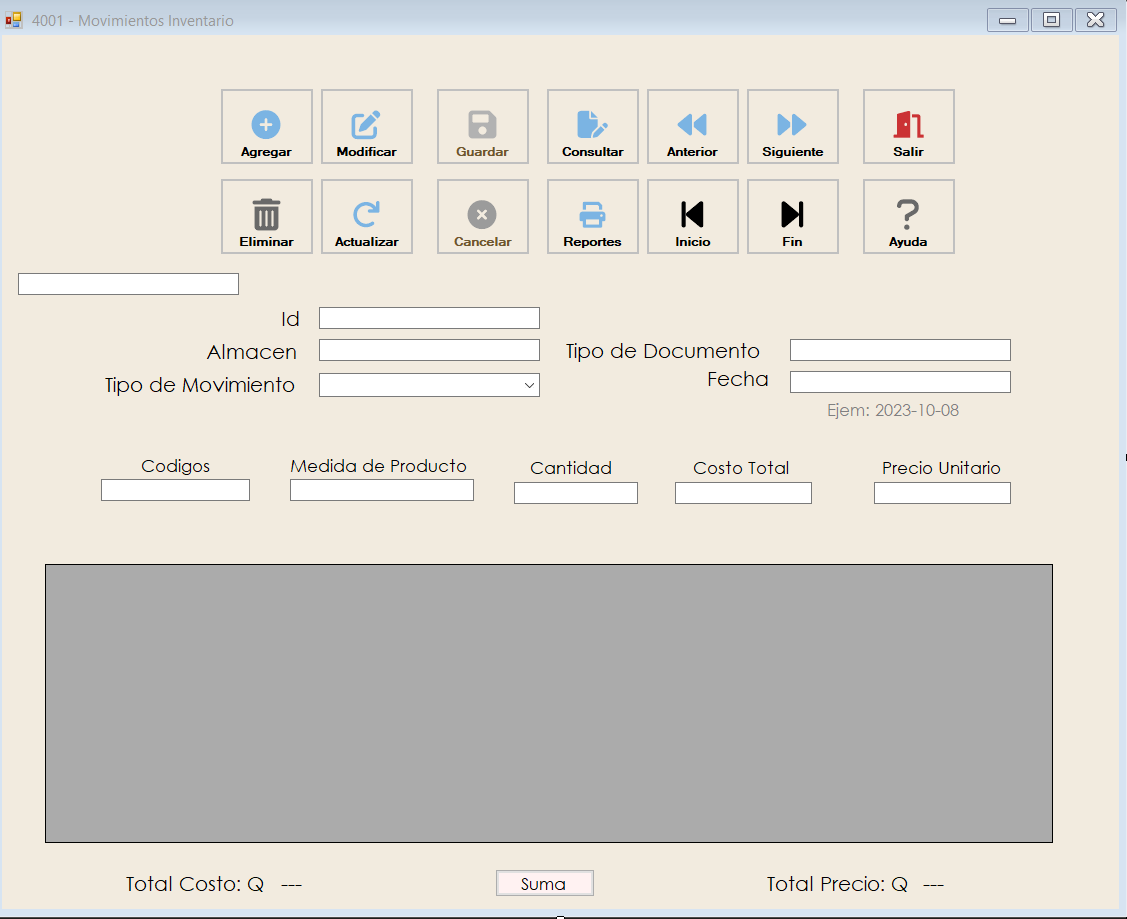 4001 - Movimientos Inventario
Agregar Modificar Guardar Consultar Anterior Siguiente Salir
Eliminar Actualizar Cancelar Reportes Inicio Fin Ayuda
Id
Almacen Tipo de Documento
Tipo de Movimiento Fecha
Ejem: 2023-10-08
Codigos Medida de Producto Cantidad Costo Total Precio Unitario
Total Costo: Q --- Suma Total Precio: Q ---